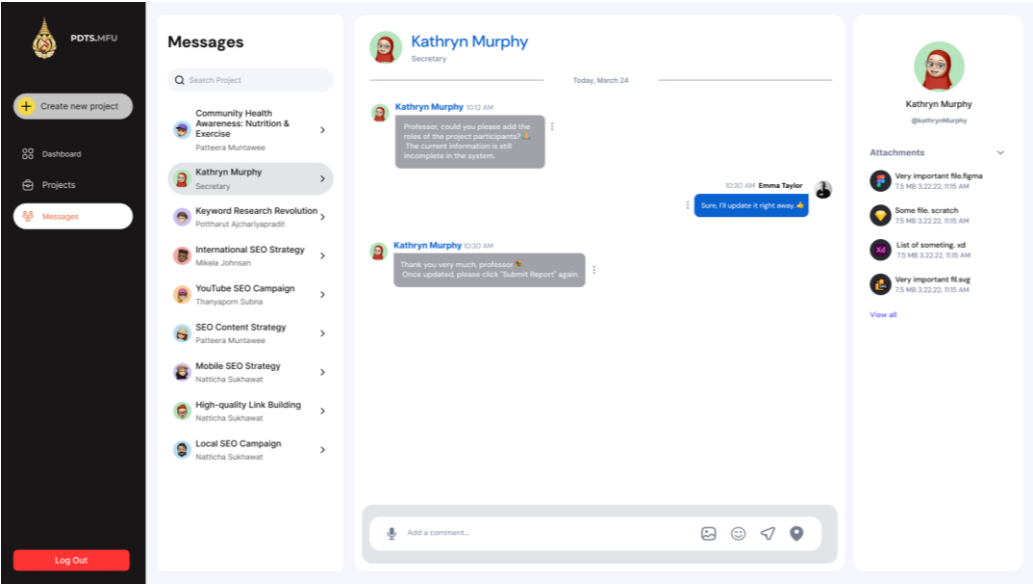 PDTS.MFU
Create new project
Dashboard
Projects
Messages
Log Out
Messages
Search Project
Community Health
Awareness: Nutrition &
Exercise
Patteera Muntawee
Kathryn Murphy
Secretary
Keyword Research Revolution
Pottharut Ajchariyapradit
International SEO Strategy
Mikela Johnsan
YouTube SEO Campaign
Thanyaporn Subna
SEO Content Strategy
Patteera Muntawee
Mobile SEO Strategy
Natticha Sukhawat
High-quality Link Building
Natticha Sukhawat
Local SEO Campaign
Natticha Sukhawat
Kathryn Murphy
Secretary
Today, March 24
Kathryn Murphy 10:12 AM
Professor, could you please add the
roles of the project participants? 🙏
The current information is still
incomplete in the system.
10:30 AM Emma Taylor
Sure, I'll update it right away. 👍
Kathryn Murphy 10:30 AM
Thank you very much, professor
Once updated, please click "Submit Report" again.
Add a comment...
Kathryn Murphy
@kathrynMurphy
Attachments
Very important file.figma
7.5 MB 3.22.22, 11:15 AM
Some file. scratch
7.5 MB 3.22.22, 11:15 AM
Xd
List of someting. xd
7.5 MB 3.22.22, 11:15 AM
Very important fil.svg
7.5 MB 3.22.22, 11:15 AM
View all